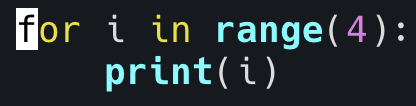 for i in range(4):
    print(i)